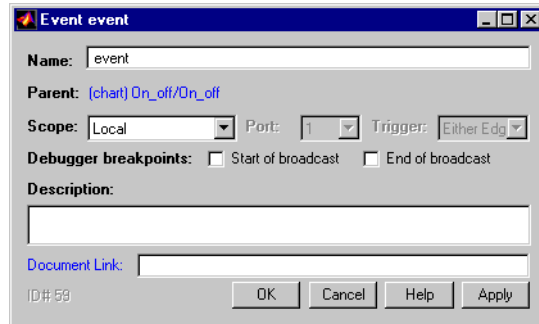 Event event
Name: event
Parent: (chart) On_off/On_off
Scope: Local Port: 1 Trigger: Either Edg
Debugger breakpoints: Start of broadcast End of broadcast
Description:
Document Link:
ID# 59 OK Cancel Help Apply